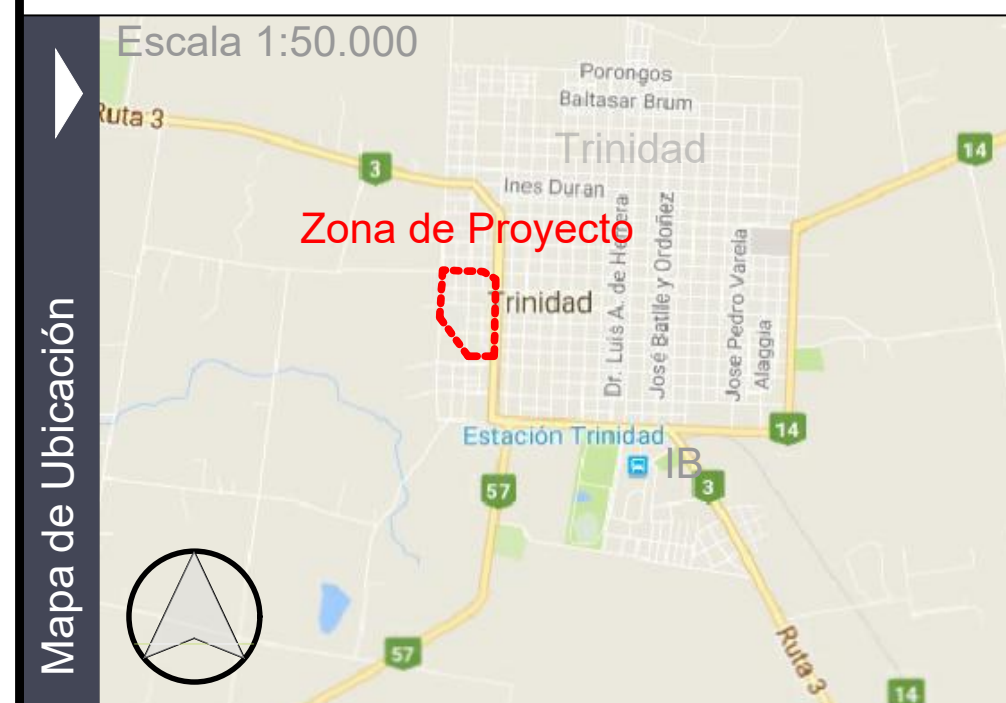 Mapa de Ubicación
Escala 1:50.000
Porongos
Baltasar Brum
Ruta 3
Trinidad
14
3
Ines Duran
Zona de Proyecto
Dr. Luis A. de Herrera
José Batlle y Ordoñez
Jose Pedro Varela
Alaggia
Trinidad
Estación Trinidad
14
IB
57
3
57
Ruta 3
14